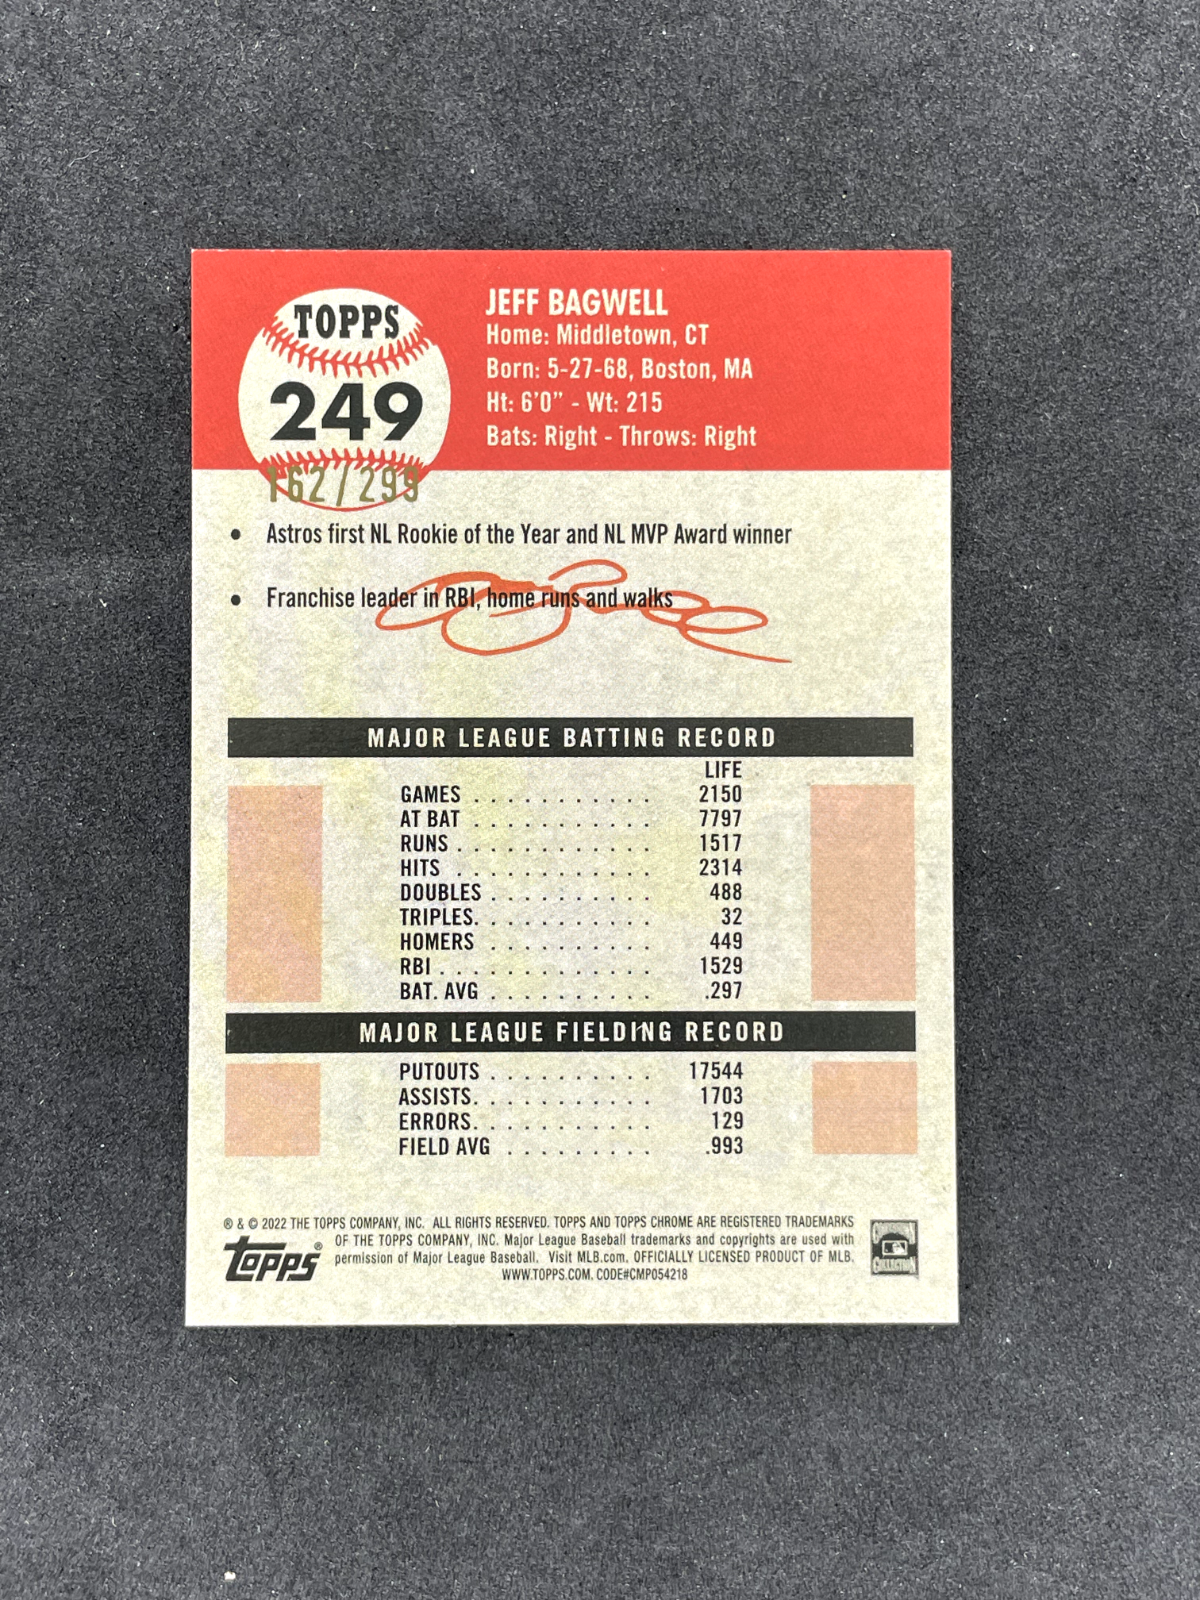 TOPPS
249
162/299
JEFF BAGWELL
Home: Middletown, CT
Born: 5-27-68, Boston, MA
Ht: 6'0" - Wt: 215
Bats: Right - Throws: Right
• Astros first NL Rookie of the Year and NL MVP Award winner
• Franchise leader in RBI, home runs and walks
MAJOR LEAGUE BATTING RECORD
LIFE
GAMES . . . . . . . . . . . 2150
AT BAT . . . . . . . . . . . 7797
RUNS . . . . . . . . . . . . 1517
HITS . . . . . . . . . . . . 2314
DOUBLES . . . . . . . . . . 488
TRIPLES. . . . . . . . . . . 32
HOMERS . . . . . . . . . . 449
RBI . . . . . . . . . . . . . 1529
BAT. AVG . . . . . . . . . . .297
MAJOR LEAGUE FIELDING RECORD
PUTOUTS . . . . . . . . . . 17544
ASSISTS. . . . . . . . . . . 1703
ERRORS. . . . . . . . . . . 129
FIELD AVG . . . . . . . . . .993
® & © 2022 THE TOPPS COMPANY, INC. ALL RIGHTS RESERVED. TOPPS AND TOPPS CHROME ARE REGISTERED TRADEMARKS
OF THE TOPPS COMPANY, INC. Major League Baseball trademarks and copyrights are used with
permission of Major League Baseball. Visit MLB.com. OFFICIALLY LICENSED PRODUCT OF MLB.
WWW.TOPPS.COM. CODE#CMP054218
topps®
COLLECTION